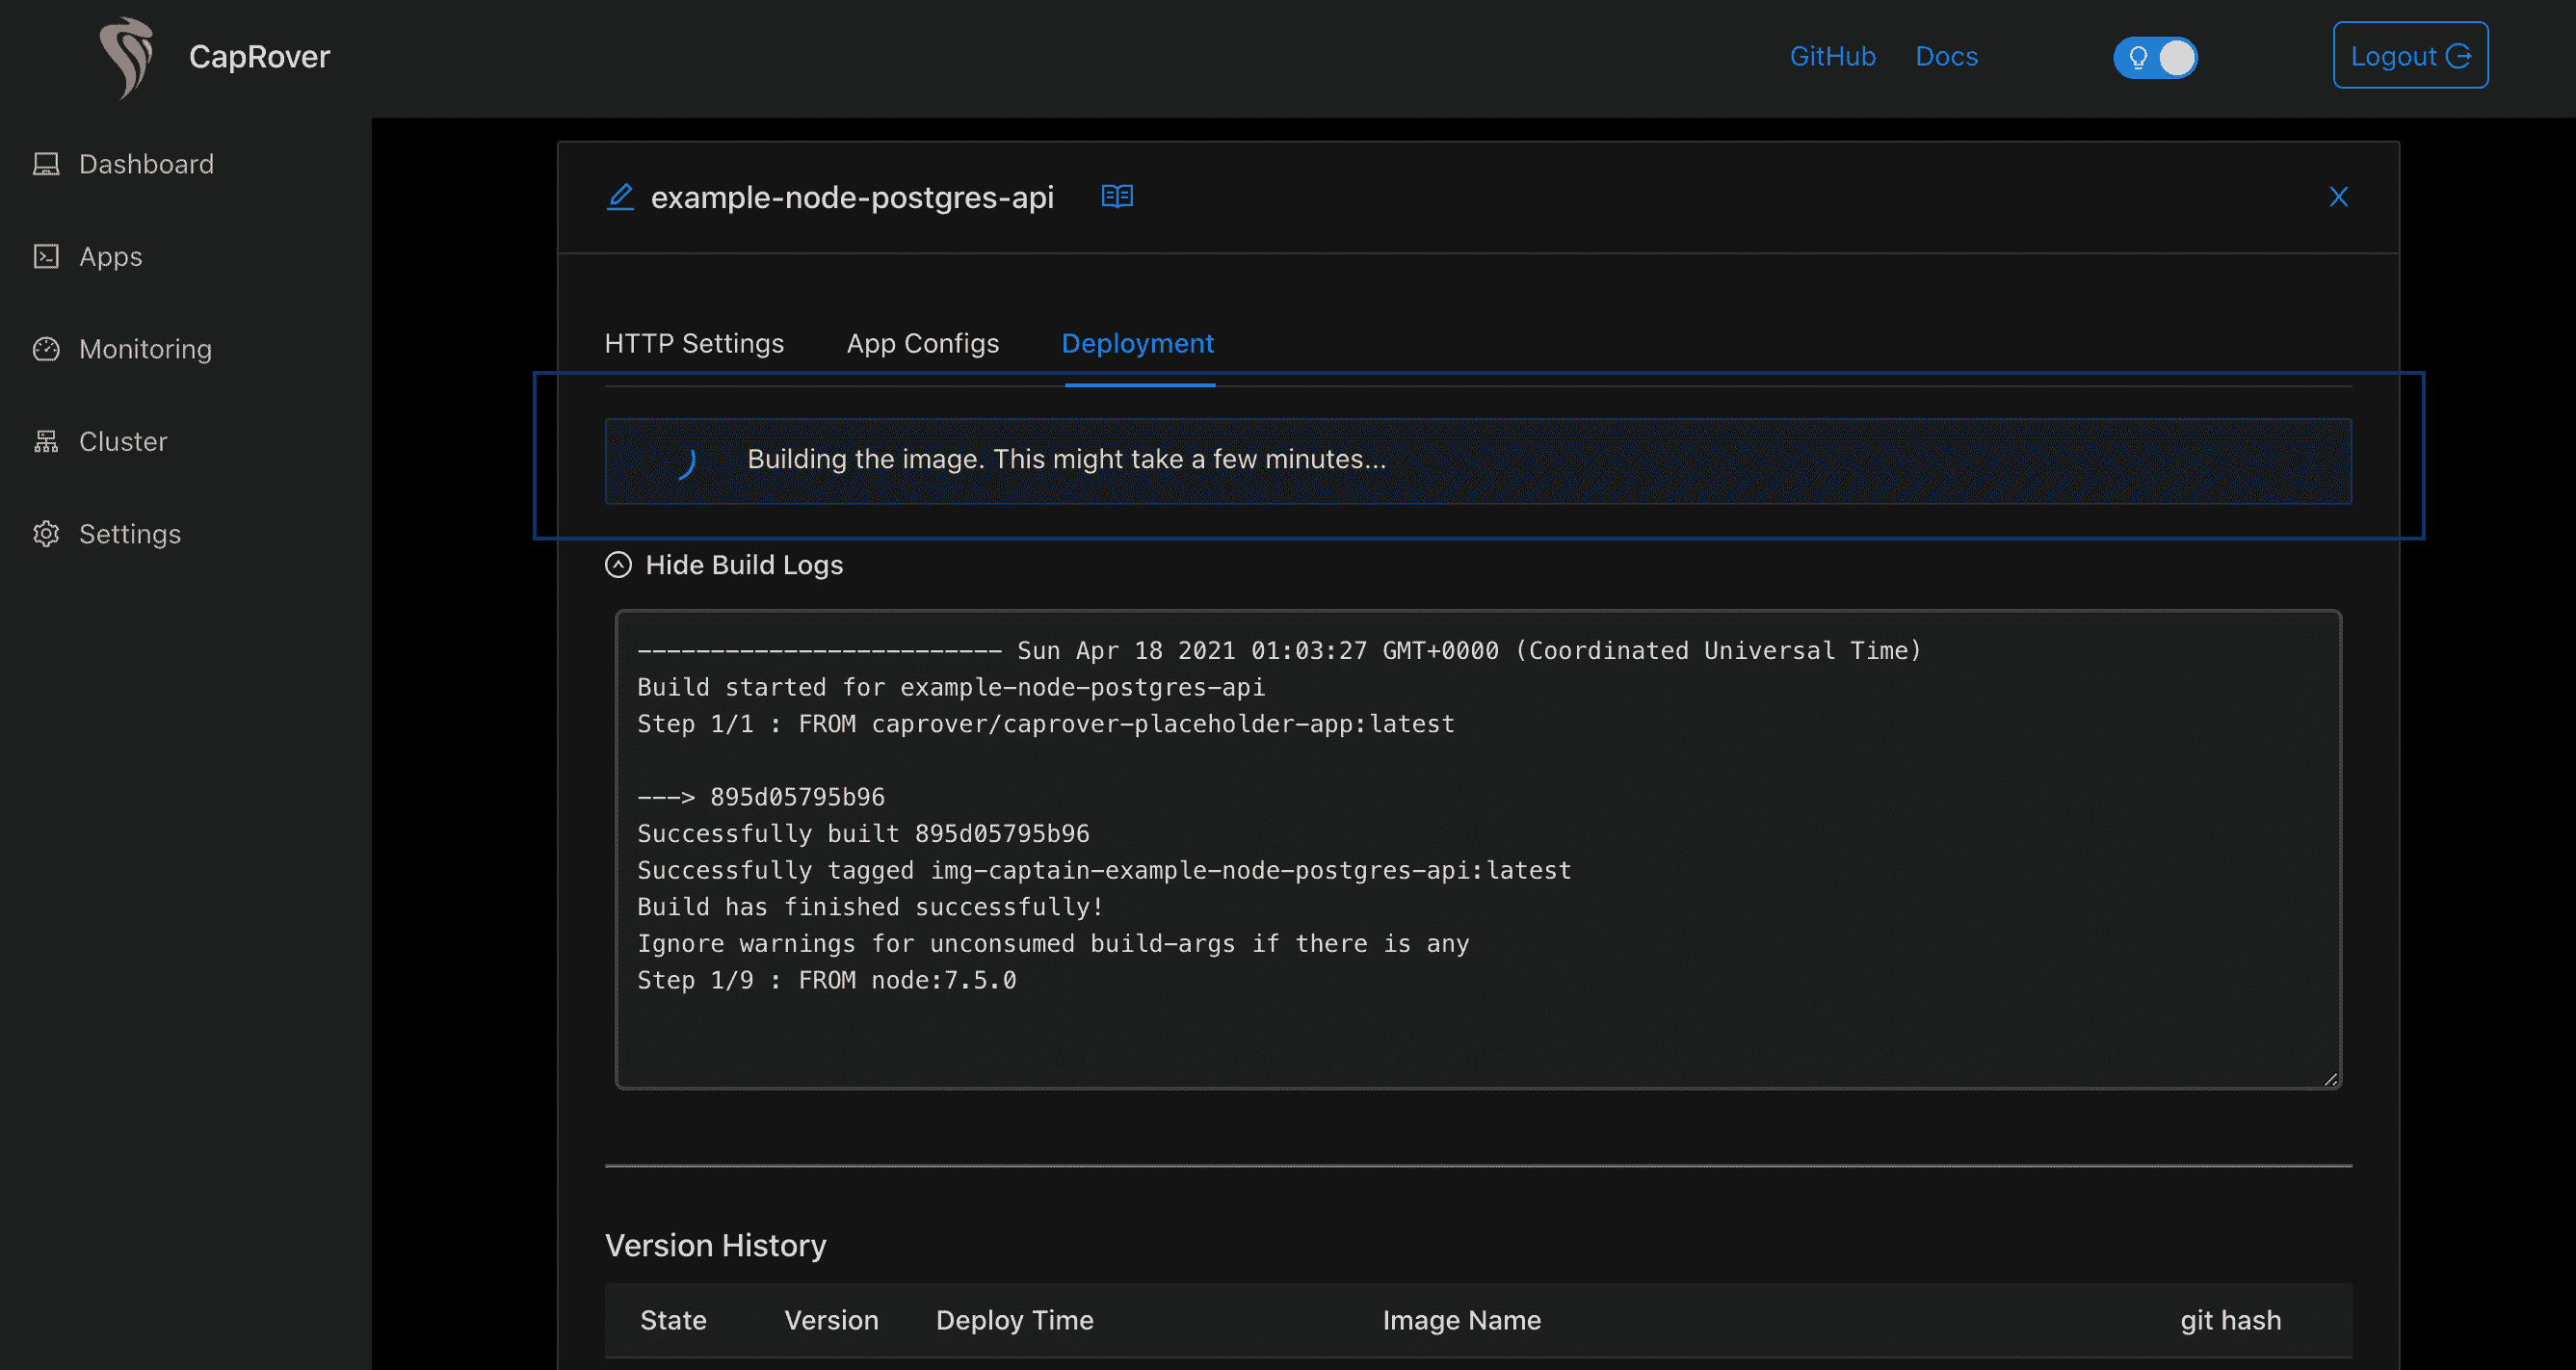 CapRover
GitHub Docs Logout
Dashboard
Apps
Monitoring
Cluster
Settings
example-node-postgres-api
HTTP Settings App Configs Deployment
Building the image. This might take a few minutes...
Hide Build Logs
------------------------- Sun Apr 18 2021 01:03:27 GMT+0000 (Coordinated Universal Time)
Build started for example-node-postgres-api
Step 1/1 : FROM caprover/caprover-placeholder-app:latest
---> 895d05795b96
Successfully built 895d05795b96
Successfully tagged img-captain-example-node-postgres-api:latest
Build has finished successfully!
Ignore warnings for unconsumed build-args if there is any
Step 1/9 : FROM node:7.5.0
Version History
State Version Deploy Time Image Name git hash